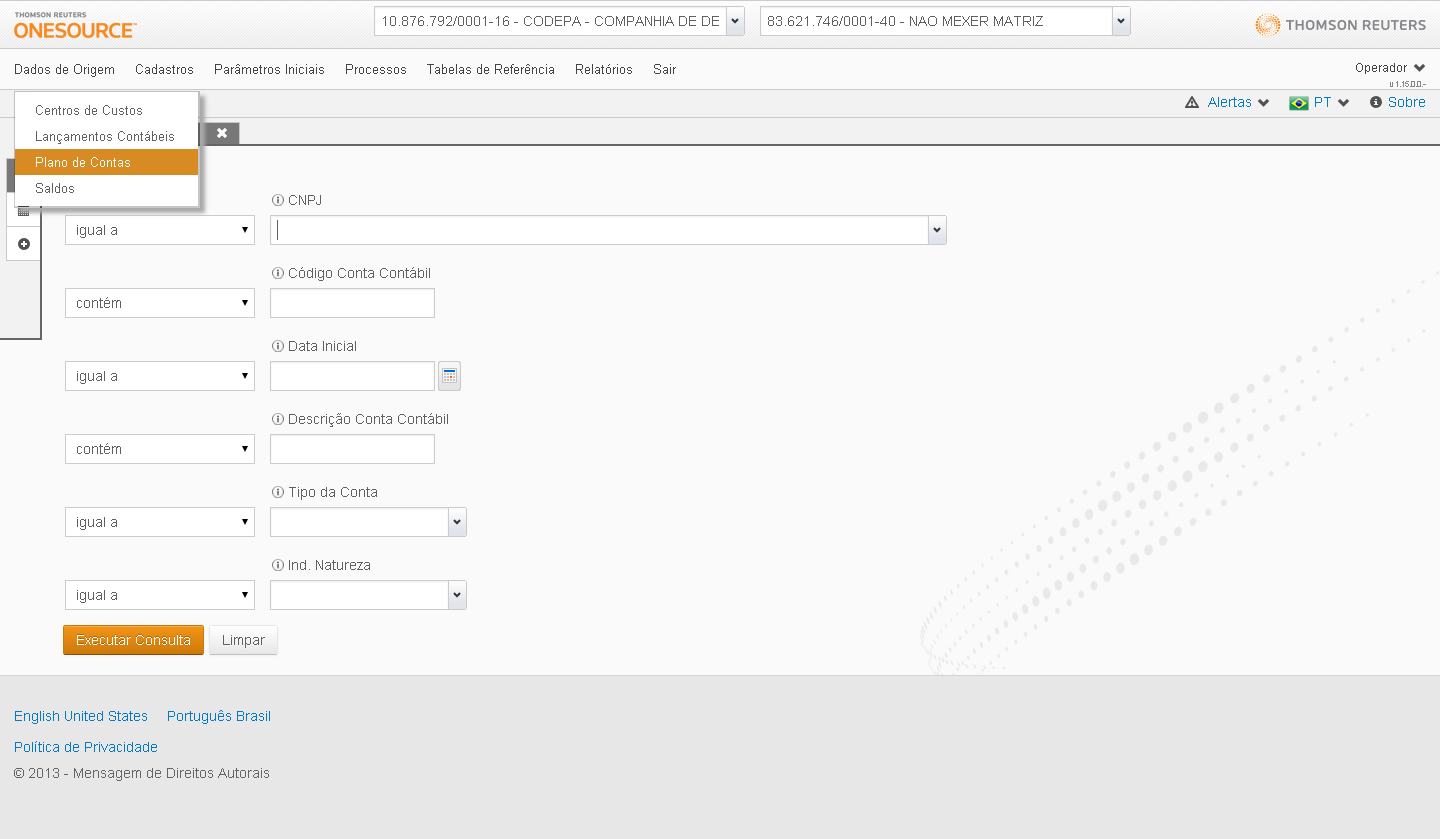 THOMSON REUTERS
ONESOURCE™
10.876.792/0001-16 - CODEPA - COMPANHIA DE DE
83.621.746/0001-40 - NAO MEXER MATRIZ
THOMSON REUTERS
Dados de Origem Cadastros Parâmetros Iniciais Processos Tabelas de Referência Relatórios Sair
Operador
u 1.15.0.0.-
Alertas PT Sobre
Centros de Custos
Lançamentos Contábeis
Plano de Contas
Saldos
CNPJ
igual a
Código Conta Contábil
contém
Data Inicial
igual a
Descrição Conta Contábil
contém
Tipo da Conta
igual a
Ind. Natureza
igual a
Executar Consulta Limpar
English United States Português Brasil
Política de Privacidade
© 2013 - Mensagem de Direitos Autorais